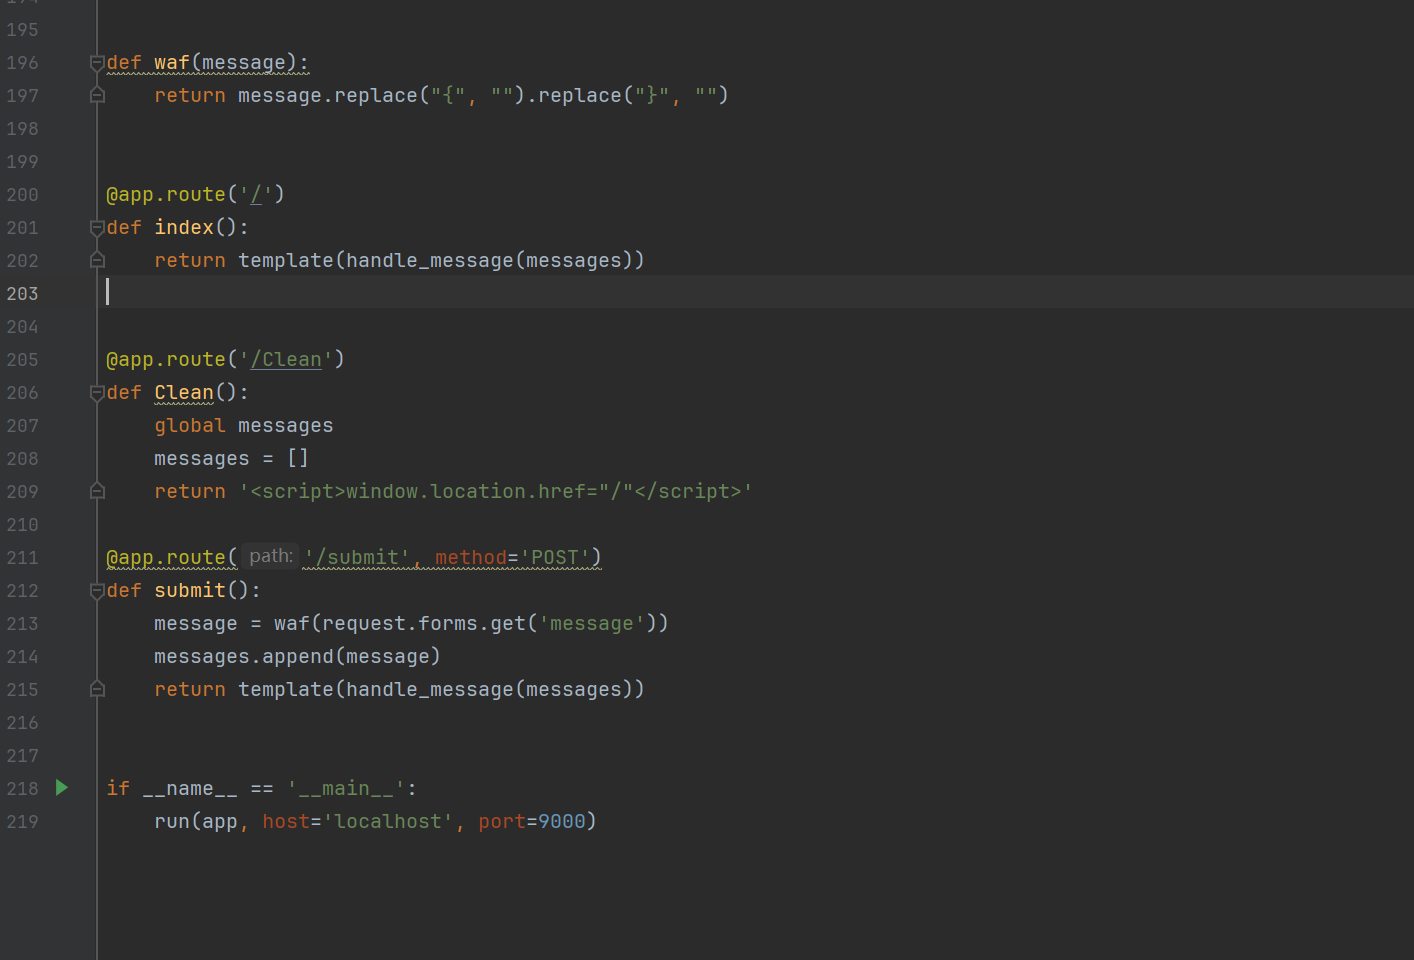 195
196 def waf(message):
197 return message.replace("{", "").replace("}", "")
198
199
200 @app.route('/')
201 def index():
202 return template(handle_message(messages))
203
204
205 @app.route('/Clean')
206 def Clean():
207 global messages
208 messages = []
209 return '<script>window.location.href="/"</script>'
210
211 @app.route( path: '/submit', method='POST')
212 def submit():
213 message = waf(request.forms.get('message'))
214 messages.append(message)
215 return template(handle_message(messages))
216
217
218 if __name__ == '__main__':
219 run(app, host='localhost', port=9000)